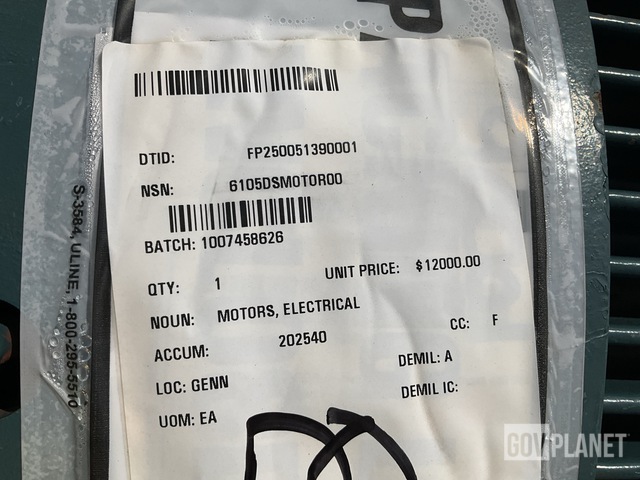 DTID: FP250051390001
NSN: 6105DSMOTOR00
BATCH: 1007458626
QTY: 1 UNIT PRICE: $12000.00
NOUN: MOTORS, ELECTRICAL
ACCUM: 202540 CC: F
LOC: GENN DEMIL: A
UOM: EA DEMIL IC:
S-3584, ULINE, 1-800-295-5510
GOVPLANET